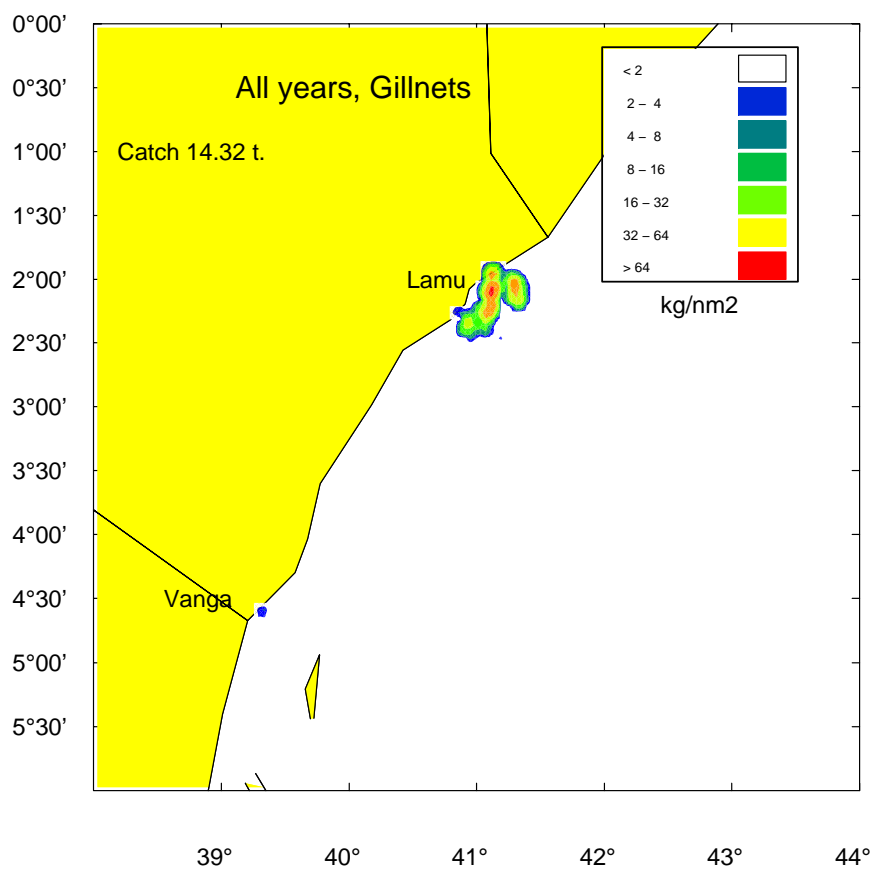 0°00'
0°30'
1°00'
1°30'
2°00'
2°30'
3°00'
3°30'
4°00'
4°30'
5°00'
5°30'
All years, Gillnets
Catch 14.32 t.
Lamu
Vanga
< 2
2 – 4
4 – 8
8 – 16
16 – 32
32 – 64
> 64
kg/nm2
39° 40° 41° 42° 43° 44°